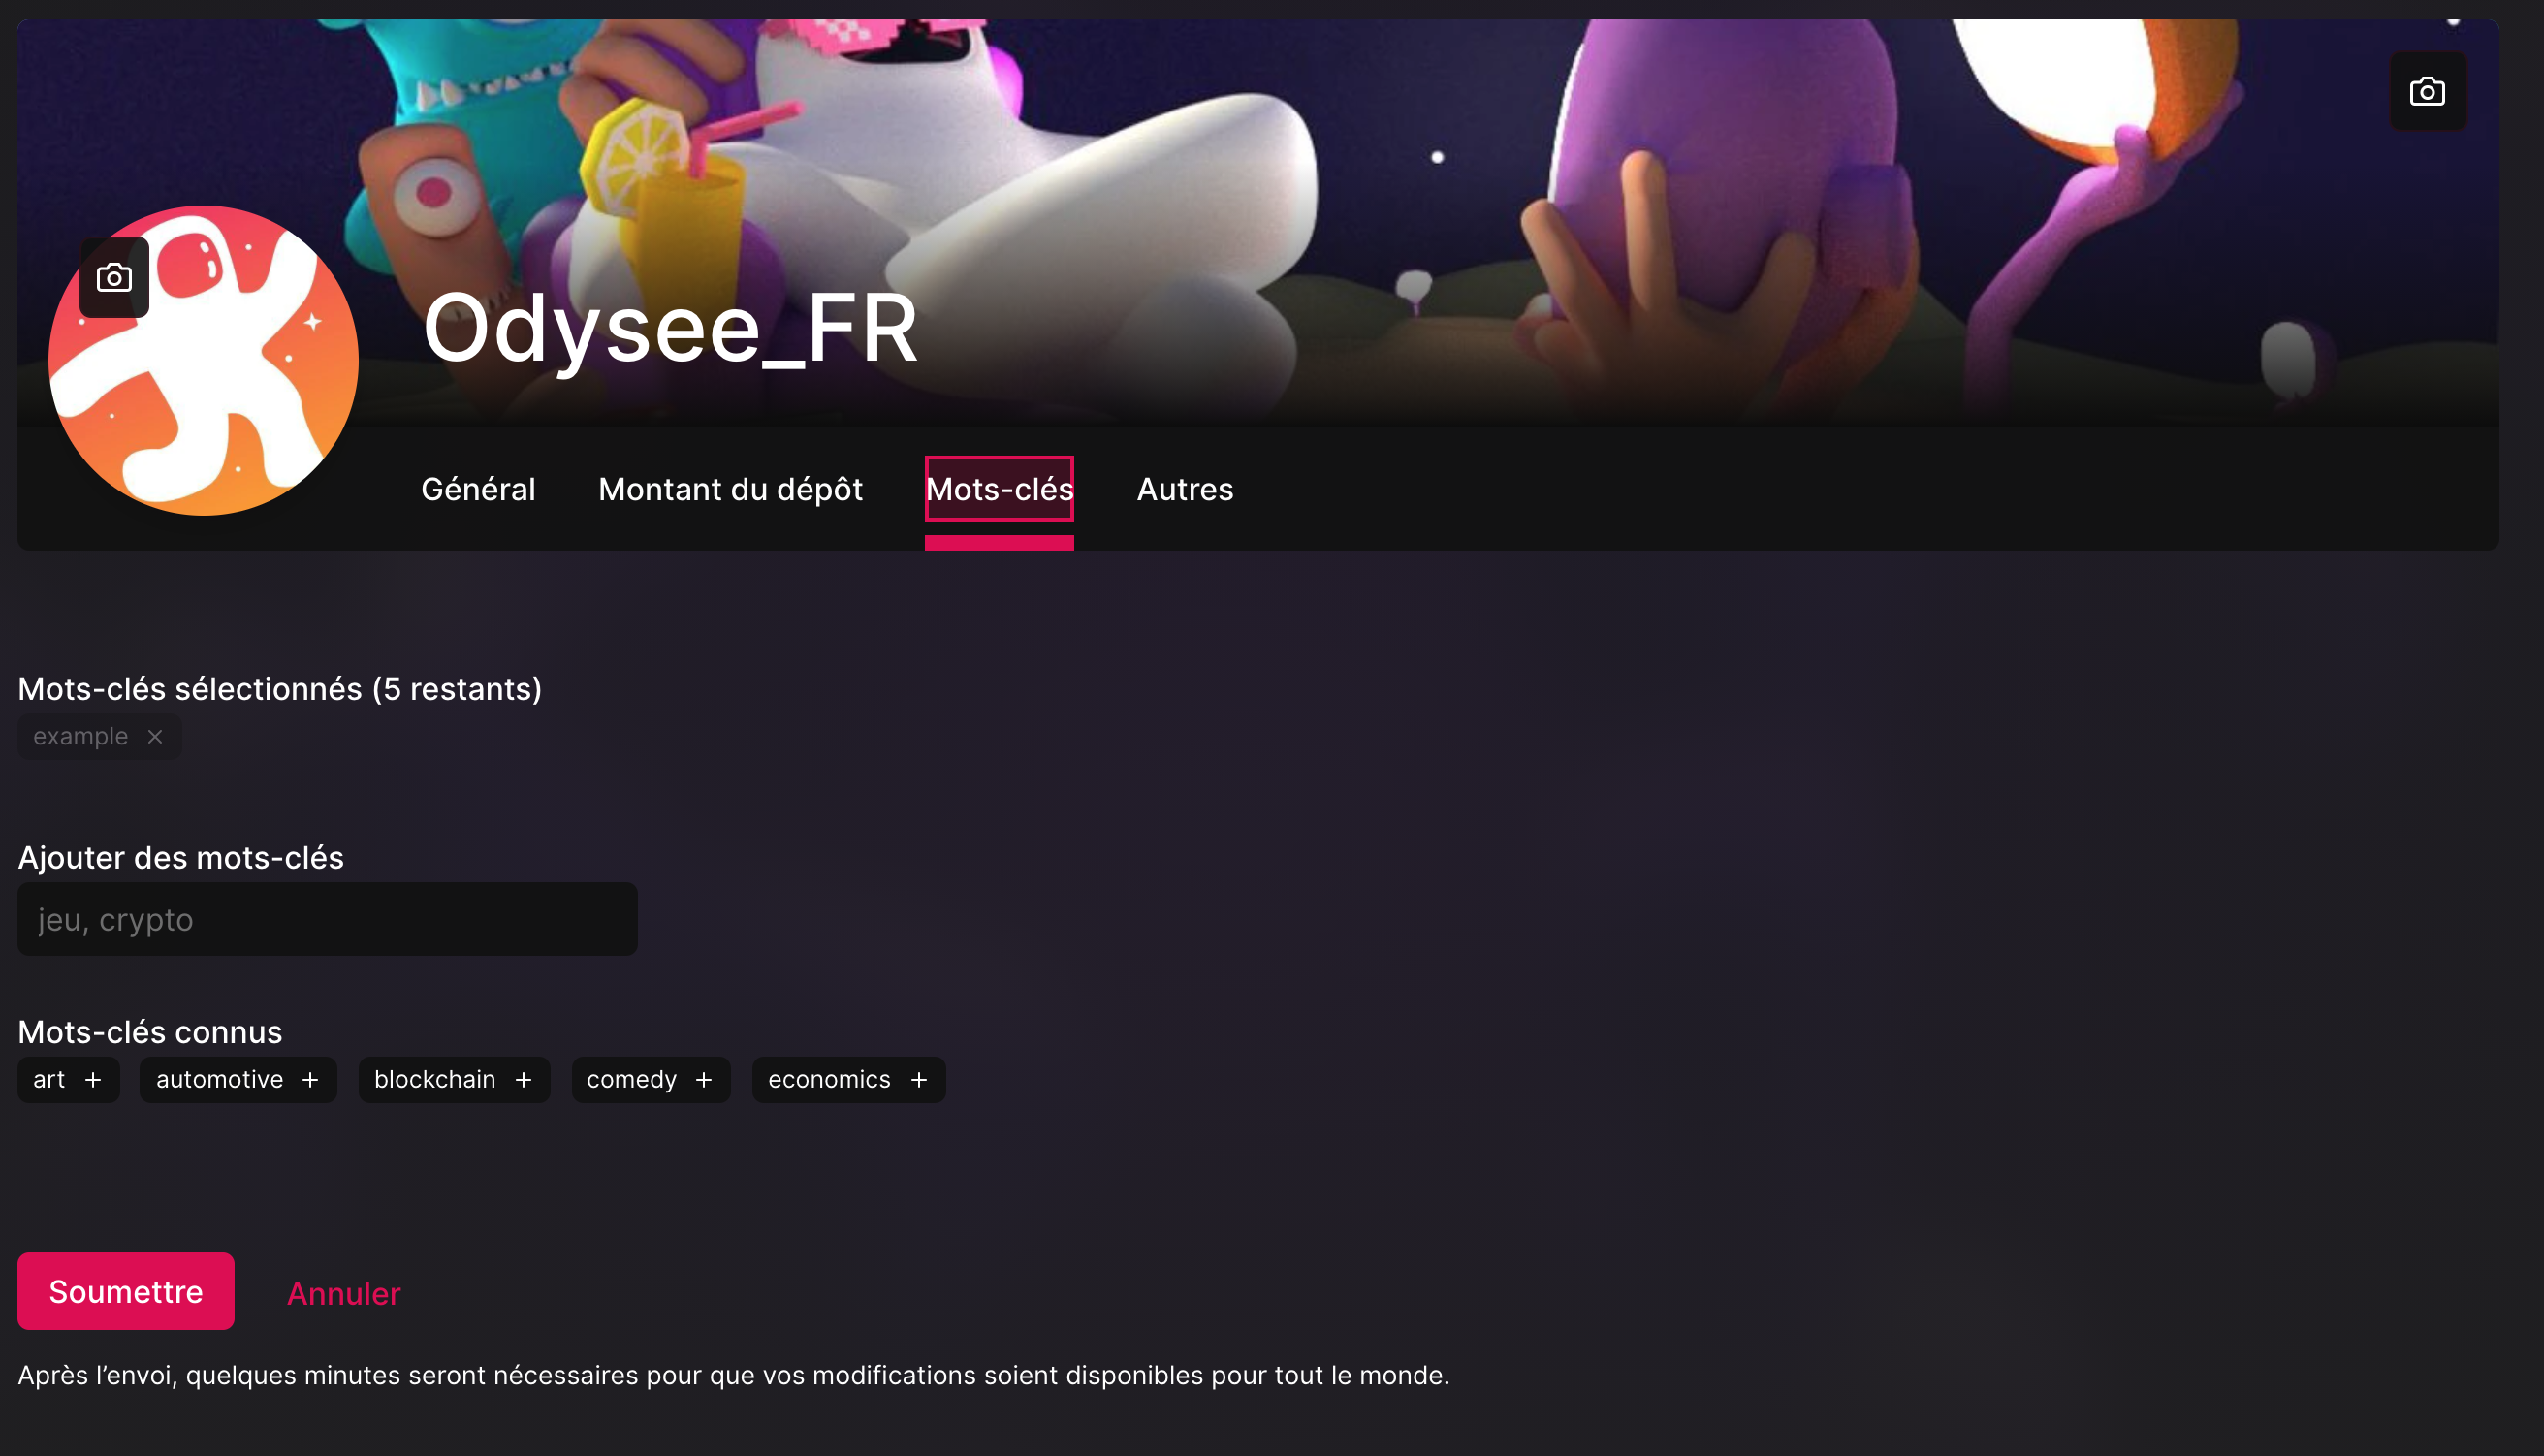 Odysee_FR
Général Montant du dépôt Mots-clés Autres
Mots-clés sélectionnés (5 restants)
example
Ajouter des mots-clés
jeu, crypto
Mots-clés connus
art automotive blockchain comedy economics
Soumettre Annuler
Après l’envoi, quelques minutes seront nécessaires pour que vos modifications soient disponibles pour tout le monde.